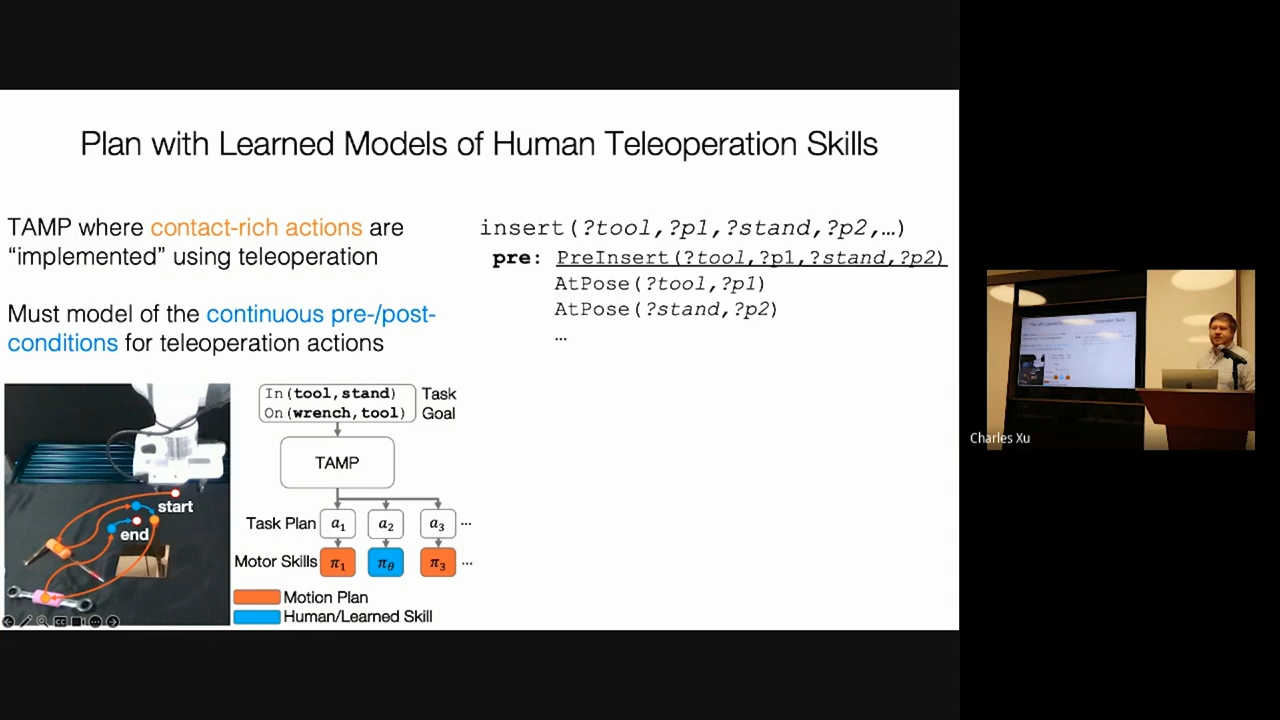 Plan with Learned Models of Human Teleoperation Skills
TAMP where contact-rich actions are
“implemented” using teleoperation
Must model of the continuous pre-/post-
conditions for teleoperation actions
insert(?tool,?p1,?stand,?p2,…)
pre: PreInsert(?tool,?p1,?stand,?p2)
AtPose(?tool,?p1)
AtPose(?stand,?p2)
…
start
end
In(tool,stand)
On(wrench,tool)
Task
Goal
TAMP
Task Plan a₁ a₂ a₃ …
Motor Skills π₁ π_θ π₃ …
Motion Plan
Human/Learned Skill
Charles Xu